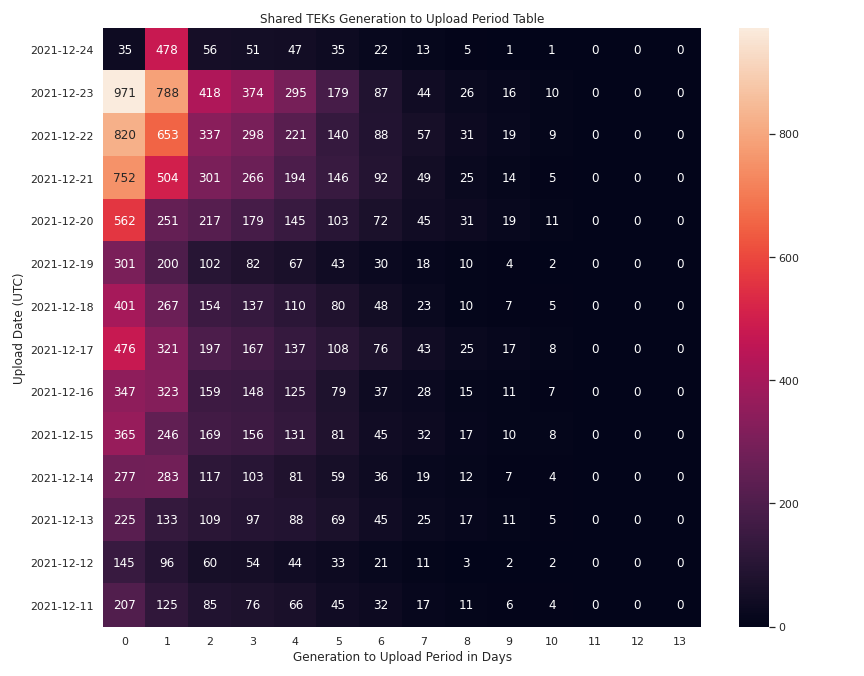 Shared TEKs Generation to Upload Period Table
2021-12-24 35 478 56 51 47 35 22 13 5 1 1 0 0 0
2021-12-23 971 788 418 374 295 179 87 44 26 16 10 0 0 0
2021-12-22 820 653 337 298 221 140 88 57 31 19 9 0 0 0
2021-12-21 752 504 301 266 194 146 92 49 25 14 5 0 0 0
2021-12-20 562 251 217 179 145 103 72 45 31 19 11 0 0 0
2021-12-19 301 200 102 82 67 43 30 18 10 4 2 0 0 0
2021-12-18 401 267 154 137 110 80 48 23 10 7 5 0 0 0
2021-12-17 476 321 197 167 137 108 76 43 25 17 8 0 0 0
2021-12-16 347 323 159 148 125 79 37 28 15 11 7 0 0 0
2021-12-15 365 246 169 156 131 81 45 32 17 10 8 0 0 0
2021-12-14 277 283 117 103 81 59 36 19 12 7 4 0 0 0
2021-12-13 225 133 109 97 88 69 45 25 17 11 5 0 0 0
2021-12-12 145 96 60 54 44 33 21 11 3 2 2 0 0 0
2021-12-11 207 125 85 76 66 45 32 17 11 6 4 0 0 0
0 1 2 3 4 5 6 7 8 9 10 11 12 13
Generation to Upload Period in Days
Upload Date (UTC)
800
600
400
200
0